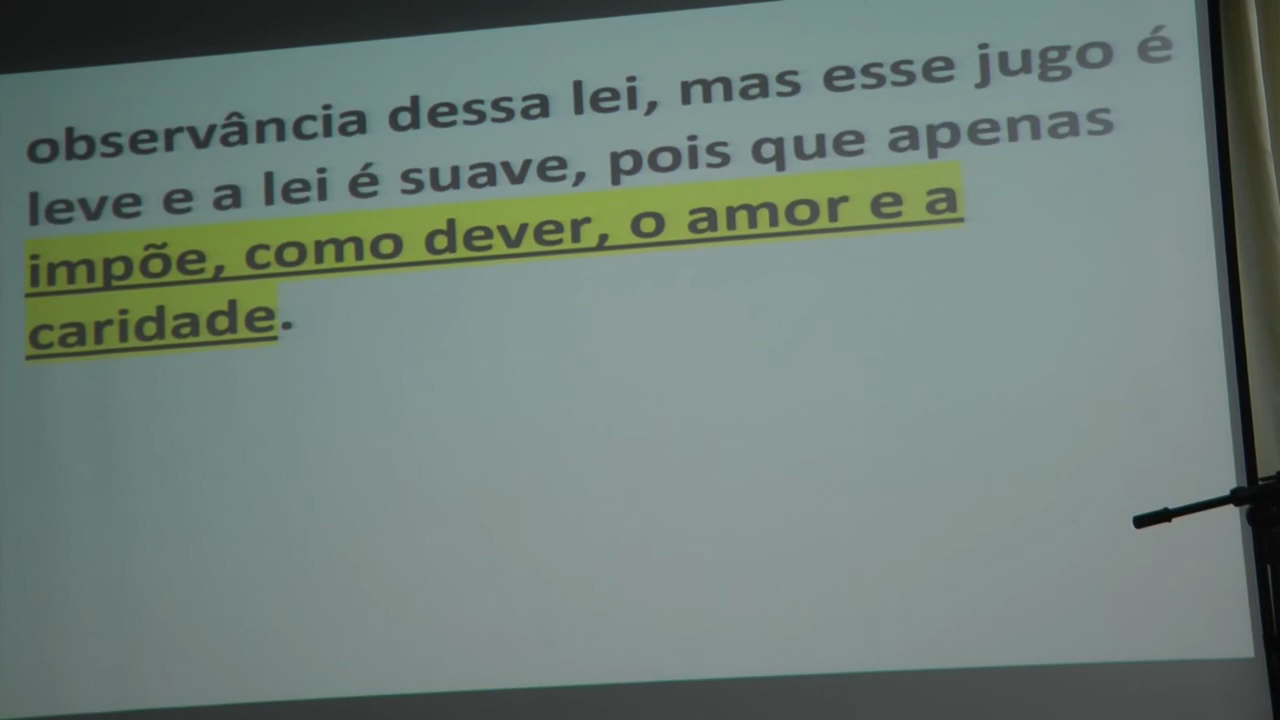 observância dessa lei, mas esse jugo é
leve e a lei é suave, pois que apenas
impõe, como dever, o amor e a
caridade.